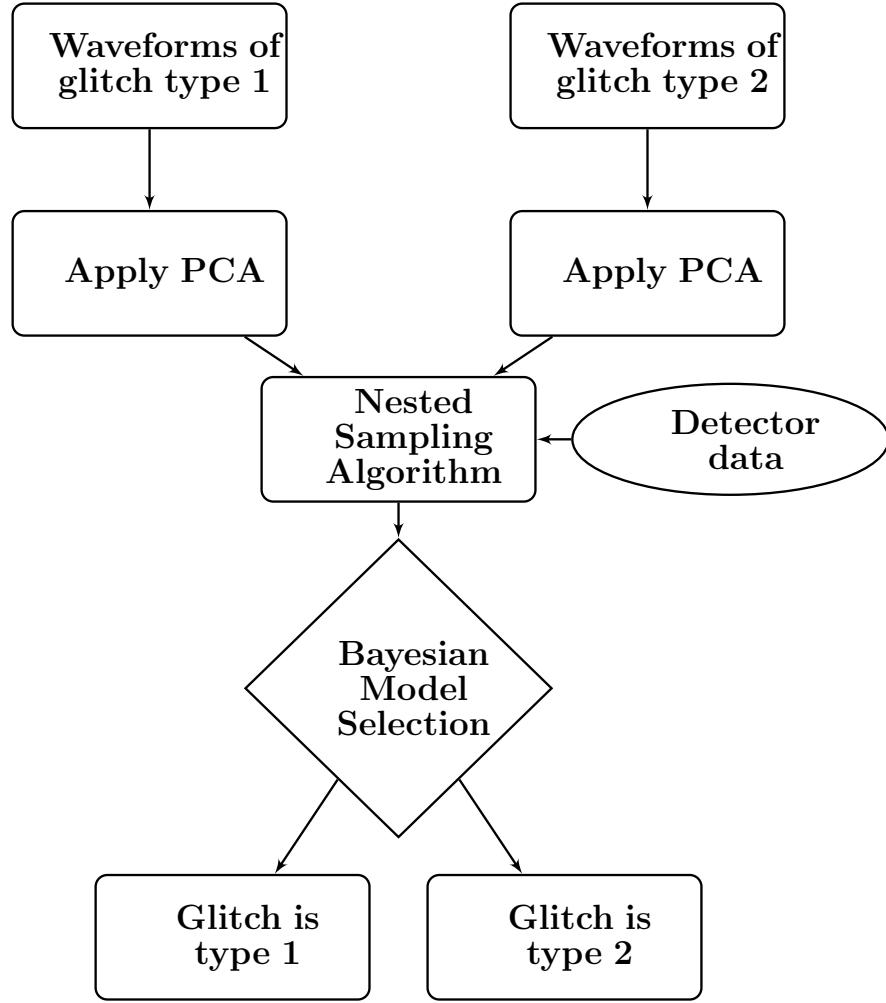 Waveforms of
glitch type 1
Waveforms of
glitch type 2
Apply PCA
Apply PCA
Nested
Sampling
Algorithm
Detector
data
Bayesian
Model
Selection
Glitch is
type 1
Glitch is
type 2